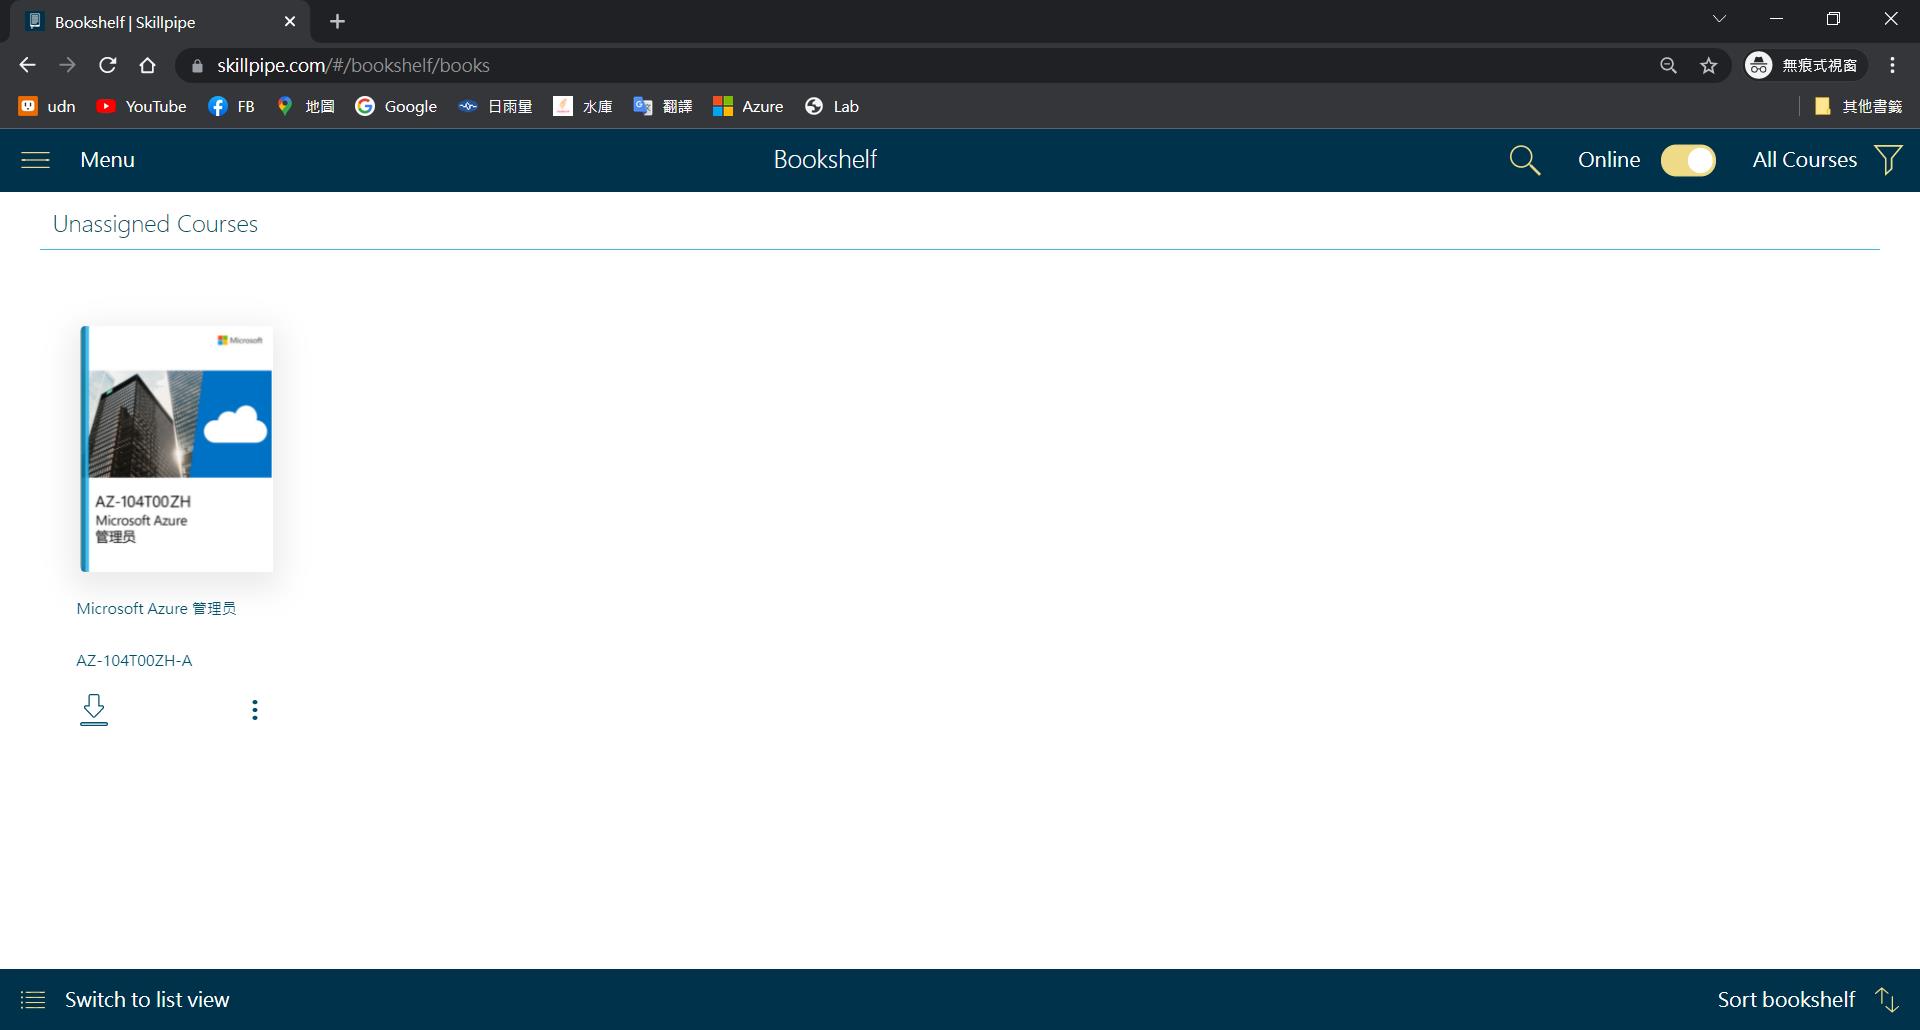 Bookshelf | Skillpipe
skillpipe.com/#/bookshelf/books
無痕式視窗
udn YouTube FB 地圖 Google 日雨量 水庫 翻譯 Azure Lab 其他書籤
Menu Bookshelf Online All Courses
Unassigned Courses
Microsoft
AZ-104T00ZH
Microsoft Azure
管理员
Microsoft Azure 管理员
AZ-104T00ZH-A
Switch to list view Sort bookshelf